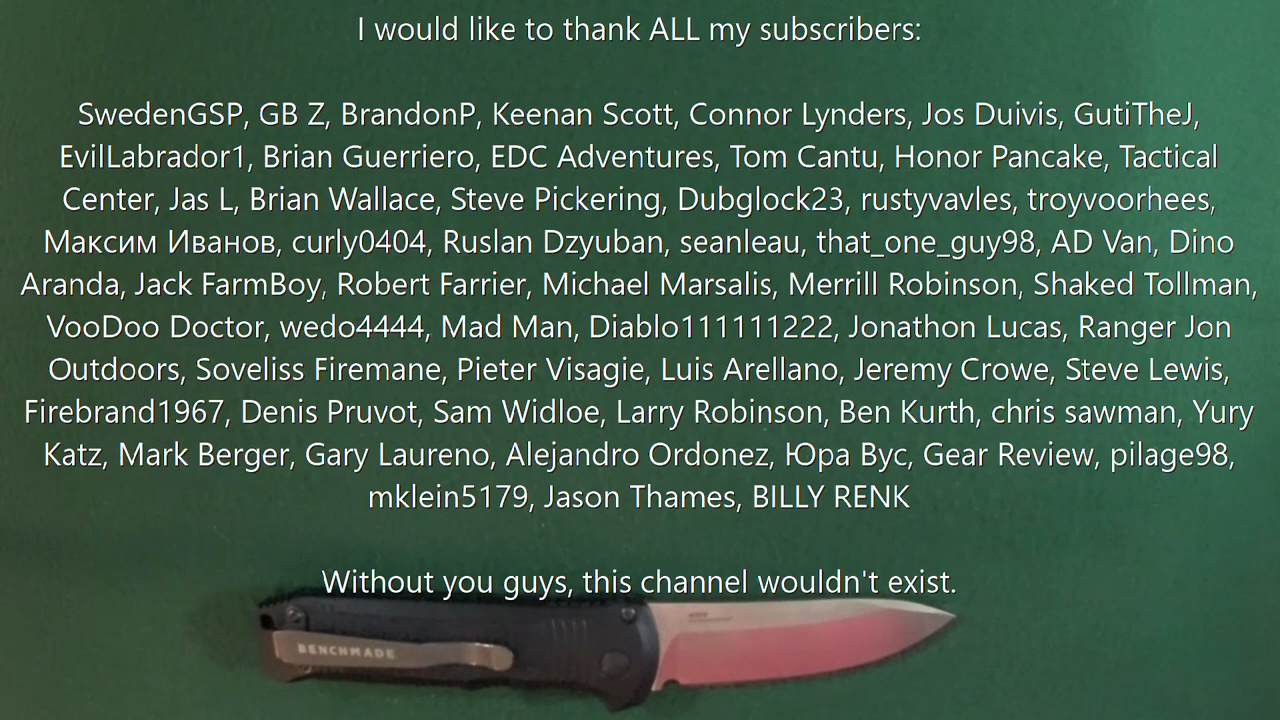 I would like to thank ALL my subscribers:
SwedenGSP, GB Z, BrandonP, Keenan Scott, Connor Lynders, Jos Duivis, GutiTheJ,
EvilLabrador1, Brian Guerriero, EDC Adventures, Tom Cantu, Honor Pancake, Tactical
Center, Jas L, Brian Wallace, Steve Pickering, Dubglock23, rustyvavles, troyvoorhees,
Максим Иванов, curly0404, Ruslan Dzyuban, seanleau, that_one_guy98, AD Van, Dino
Aranda, Jack FarmBoy, Robert Farrier, Michael Marsalis, Merrill Robinson, Shaked Tollman,
VooDoo Doctor, wedo4444, Mad Man, Diablo111111222, Jonathon Lucas, Ranger Jon
Outdoors, Soveliss Firemane, Pieter Visagie, Luis Arellano, Jeremy Crowe, Steve Lewis,
Firebrand1967, Denis Pruvot, Sam Widloe, Larry Robinson, Ben Kurth, chris sawman, Yury
Katz, Mark Berger, Gary Laureno, Alejandro Ordonez, Юра Вус, Gear Review, pilage98,
mklein5179, Jason Thames, BILLY RENK
Without you guys, this channel wouldn't exist.
BENCHMADE